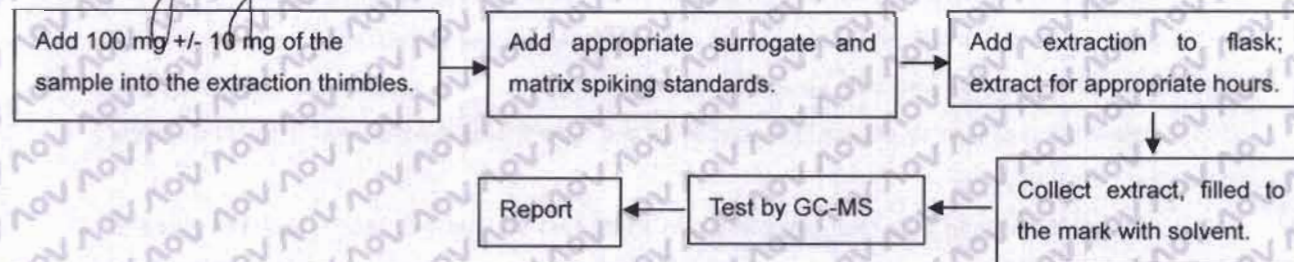 Add 100 mg +/- 10 mg of the
sample into the extraction thimbles.
Add appropriate surrogate and
matrix spiking standards.
Add extraction to flask;
extract for appropriate hours.
Collect extract, filled to
the mark with solvent.
Test by GC-MS
Report